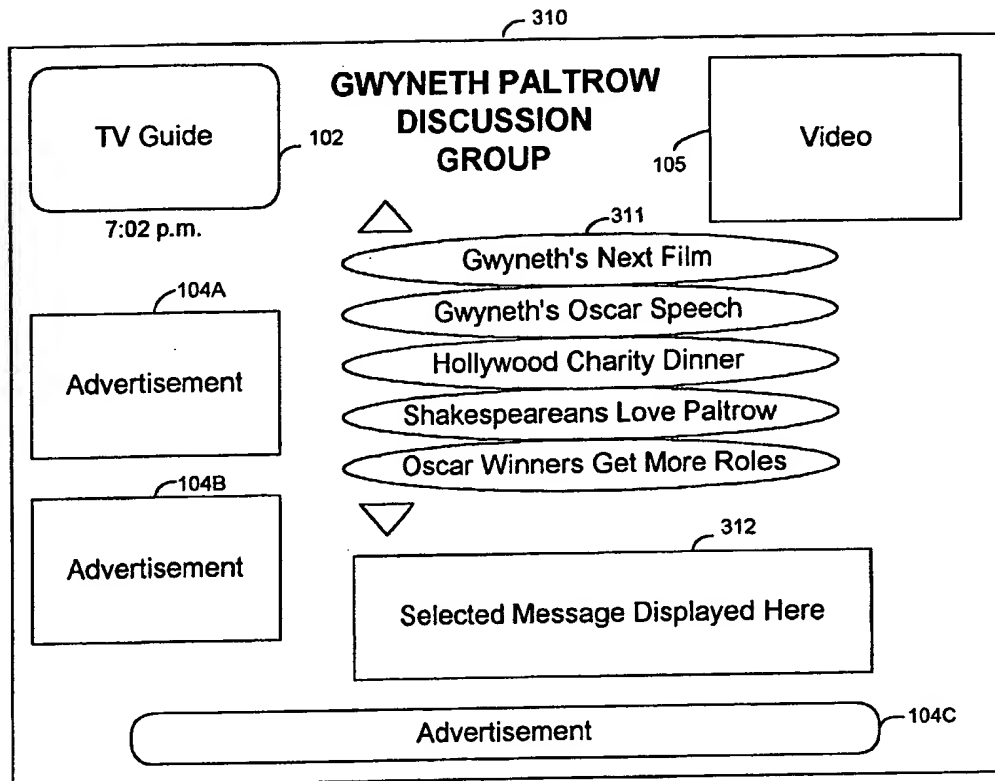 310
GWYNETH PALTROW
DISCUSSION
GROUP
TV Guide
102
105
Video
7:02 p.m.
311
Gwyneth's Next Film
Gwyneth's Oscar Speech
Hollywood Charity Dinner
Shakespeareans Love Paltrow
Oscar Winners Get More Roles
104A
Advertisement
104B
Advertisement
312
Selected Message Displayed Here
Advertisement
104C